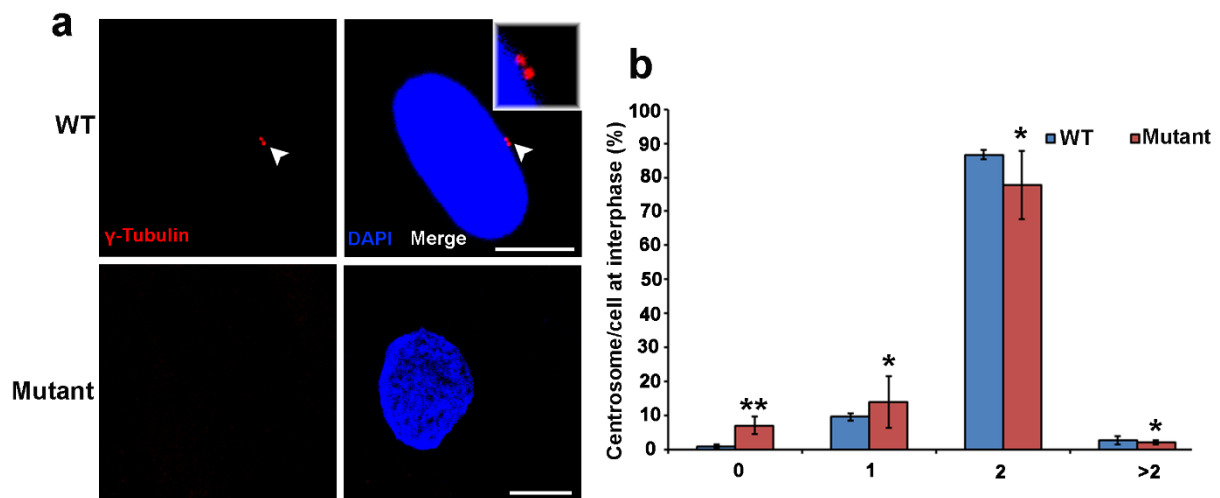 a
WT
γ-Tubulin
DAPI Merge
Mutant
b
Centrosome/cell at interphase (%)
100
90
80
70
60
50
40
30
20
10
0
WT Mutant
**
*
*
*
0 1 2 >2